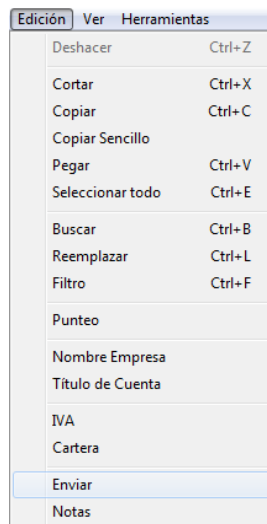 Edición Ver Herramientas
Deshacer Ctrl+Z
Cortar Ctrl+X
Copiar Ctrl+C
Copiar Sencillo
Pegar Ctrl+V
Seleccionar todo Ctrl+E
Buscar Ctrl+B
Reemplazar Ctrl+L
Filtro Ctrl+F
Punteo
Nombre Empresa
Título de Cuenta
IVA
Cartera
Enviar
Notas